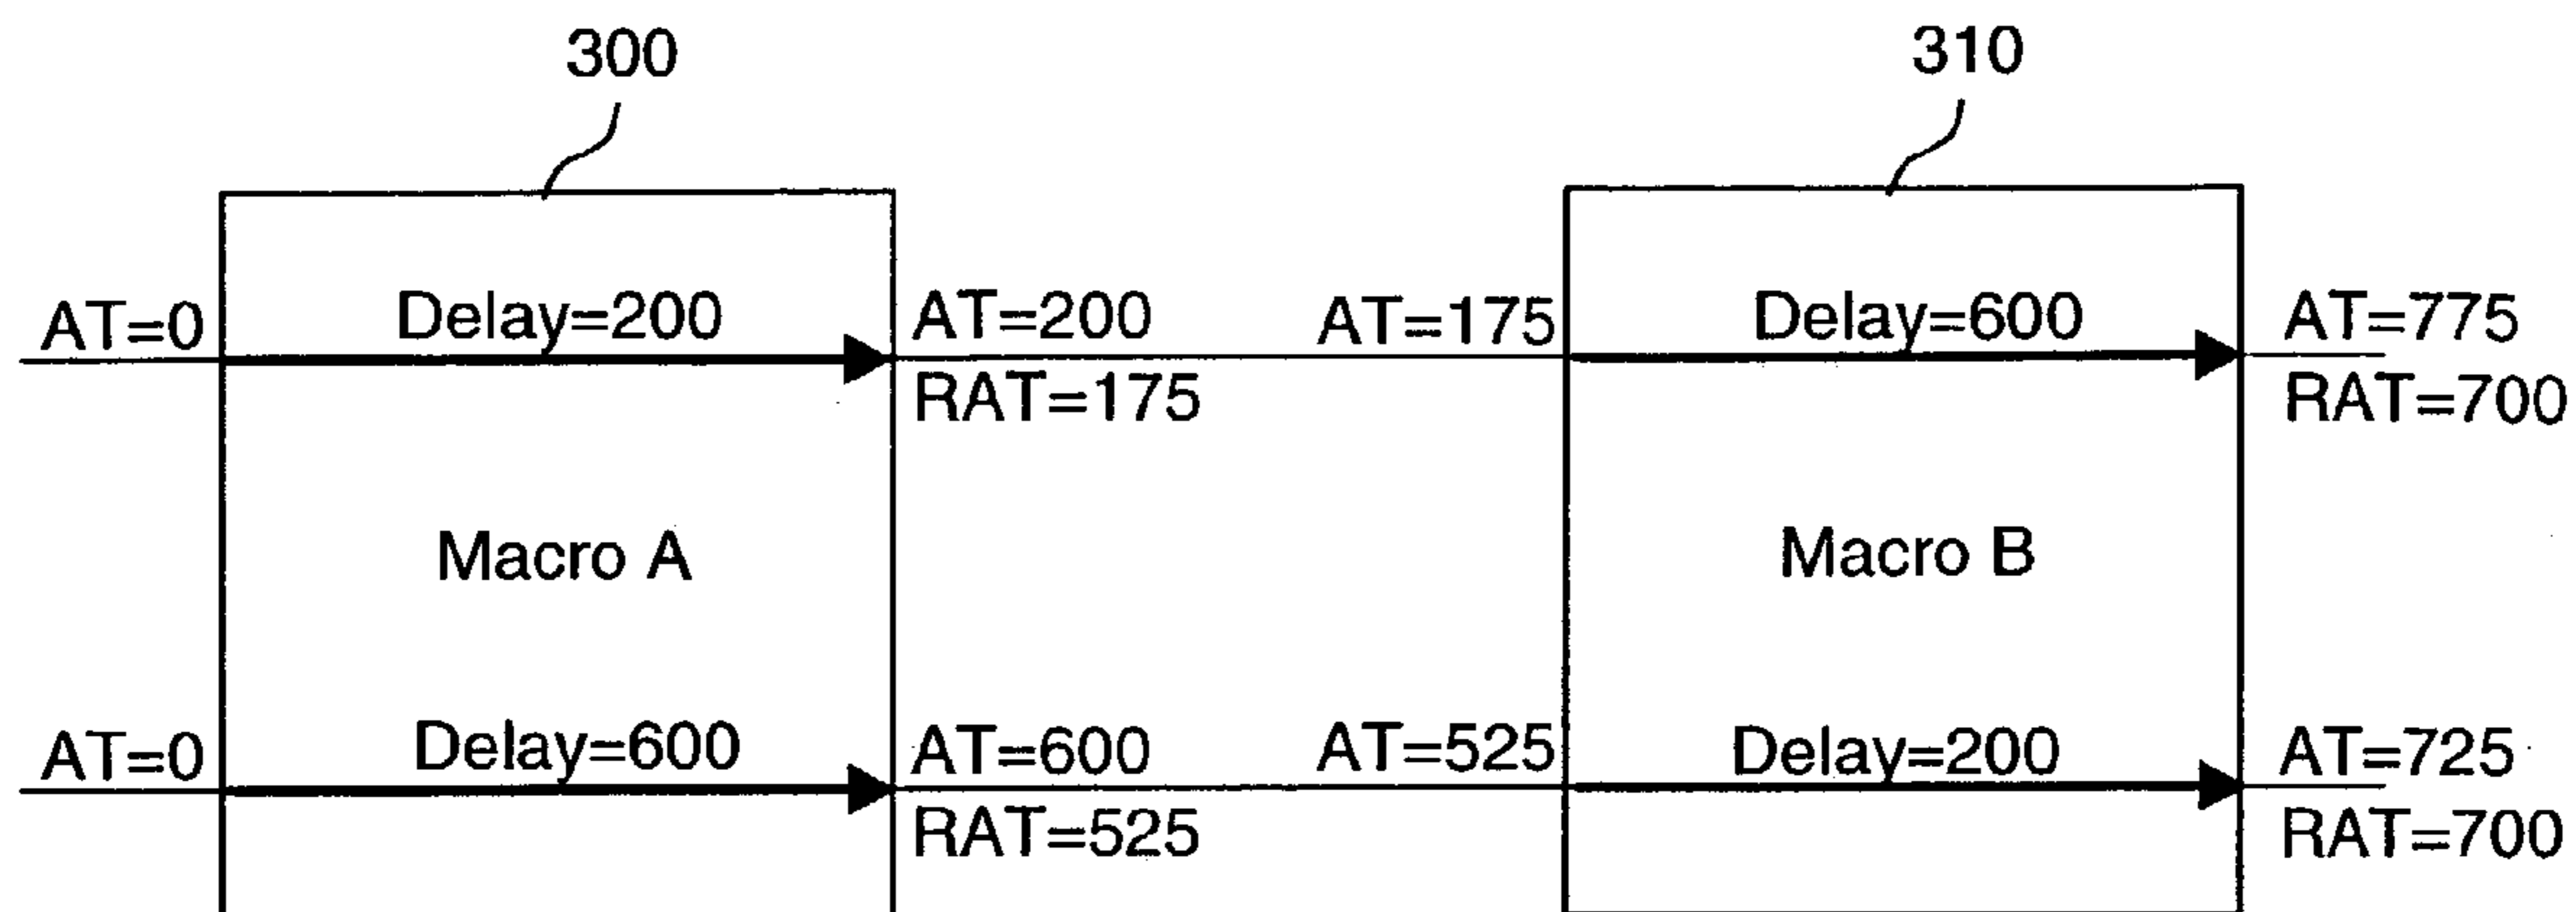 300
310
AT=0
Delay=200
AT=200
RAT=175
AT=175
Delay=600
AT=775
RAT=700
Macro A
Macro B
AT=0
Delay=600
AT=600
RAT=525
AT=525
Delay=200
AT=725
RAT=700